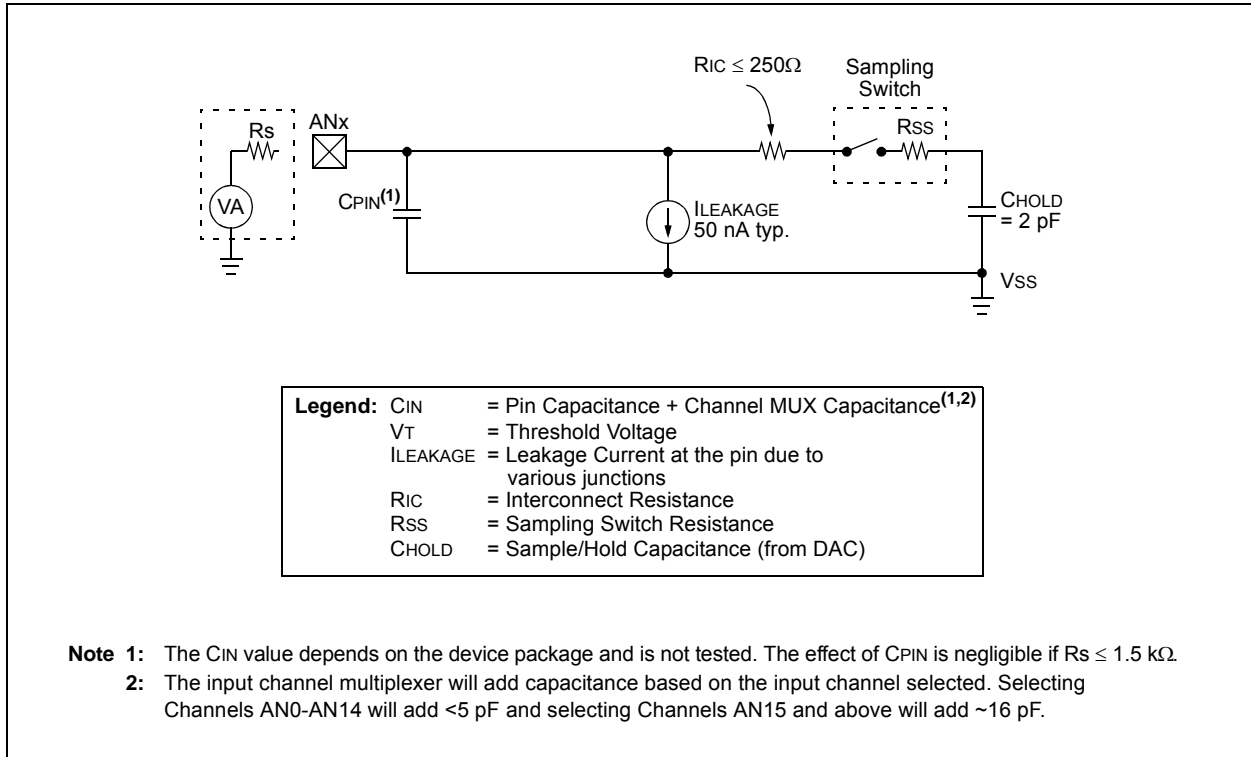 RIC ≤ 250Ω
Sampling
Switch
Rs
ANx
RSS
VA
CPIN(1)
ILEAKAGE
50 nA typ.
CHOLD
= 2 pF
VSS
Legend: CIN = Pin Capacitance + Channel MUX Capacitance(1,2)
VT = Threshold Voltage
ILEAKAGE = Leakage Current at the pin due to
various junctions
RIC = Interconnect Resistance
RSS = Sampling Switch Resistance
CHOLD = Sample/Hold Capacitance (from DAC)
Note 1: The CIN value depends on the device package and is not tested. The effect of CPIN is negligible if Rs ≤ 1.5 kΩ.
2: The input channel multiplexer will add capacitance based on the input channel selected. Selecting
Channels AN0-AN14 will add <5 pF and selecting Channels AN15 and above will add ~16 pF.